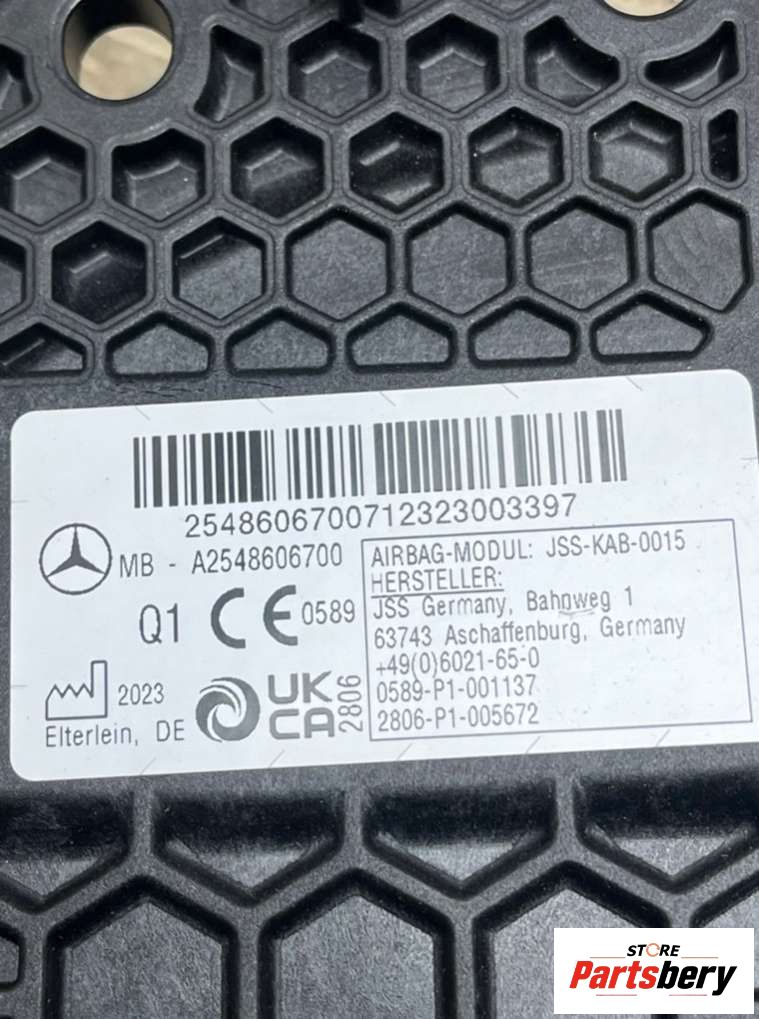 2548606700712323003397
MB - A2548606700
Q1 CE 0589
2023
Elterlein, DE
UK
CA
2806
AIRBAG-MODUL: JSS-KAB-0015
HERSTELLER:
JSS Germany, Bahnweg 1
63743 Aschaffenburg, Germany
+49(0)6021-65-0
0589-P1-001137
2806-P1-005672
STORE
Partsbery